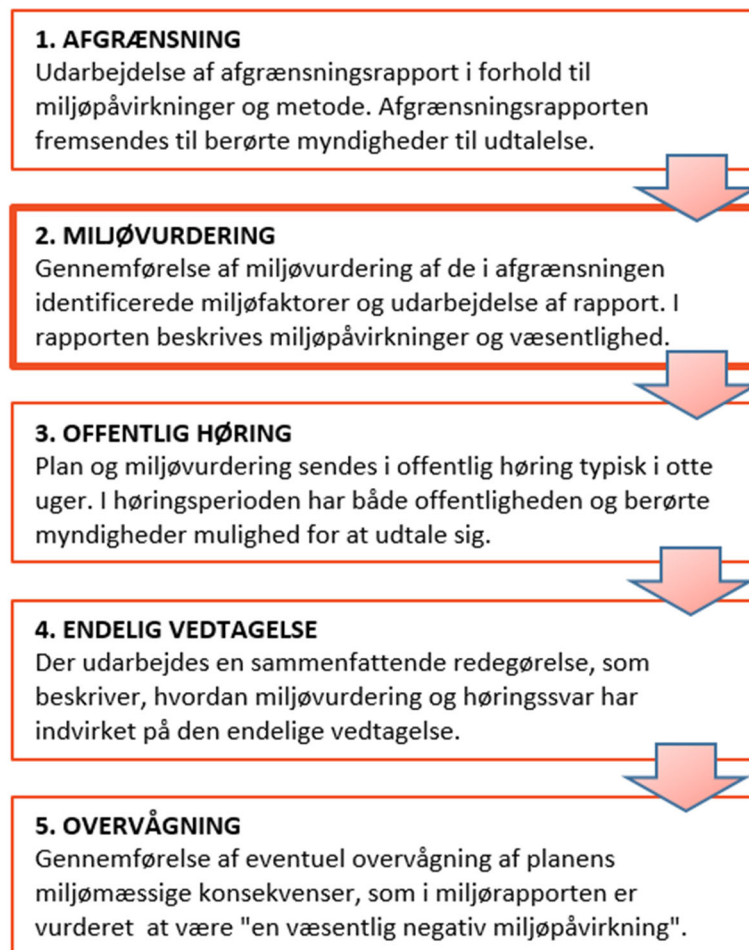 1. AFGRÆNSNING
Udarbejdelse af afgrænsningsrapport i forhold til
miljøpåvirkninger og metode. Afgrænsningsrapporten
fremsendes til berørte myndigheder til udtalelse.
2. MILJØVURDERING
Gennemførelse af miljøvurdering af de i afgrænsningen
identificerede miljøfaktorer og udarbejdelse af rapport. I
rapporten beskrives miljøpåvirkninger og væsentlighed.
3. OFFENTLIG HØRING
Plan og miljøvurdering sendes i offentlig høring typisk i otte
uger. I høringsperioden har både offentligheden og berørte
myndigheder mulighed for at udtale sig.
4. ENDELIG VEDTAGELSE
Der udarbejdes en sammenfattende redegørelse, som
beskriver, hvordan miljøvurdering og høringssvar har
indvirket på den endelige vedtagelse.
5. OVERVÅGNING
Gennemførelse af eventuel overvågning af planens
miljømæssige konsekvenser, som i miljørapporten er
vurderet at være "en væsentlig negativ miljøpåvirkning".